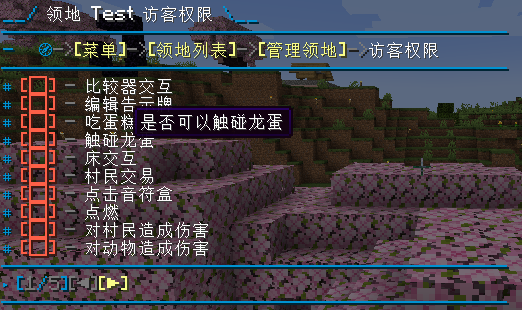 __/ 领地 Test 访客权限 \__
─ ->[菜单]->[领地列表]->[管理领地]->访客权限
# [ ] - 比较器交互
# [ ] - 编辑告示牌
# [ ] - 吃蛋糕
是否可以触碰龙蛋
# [ ] - 触碰龙蛋
# [ ] - 床交互
# [ ] - 村民交易
# [ ] - 点击音符盒
# [ ] - 点燃
# [ ] - 对村民造成伤害
# [ ] - 对动物造成伤害
[1/5][◀][▶]